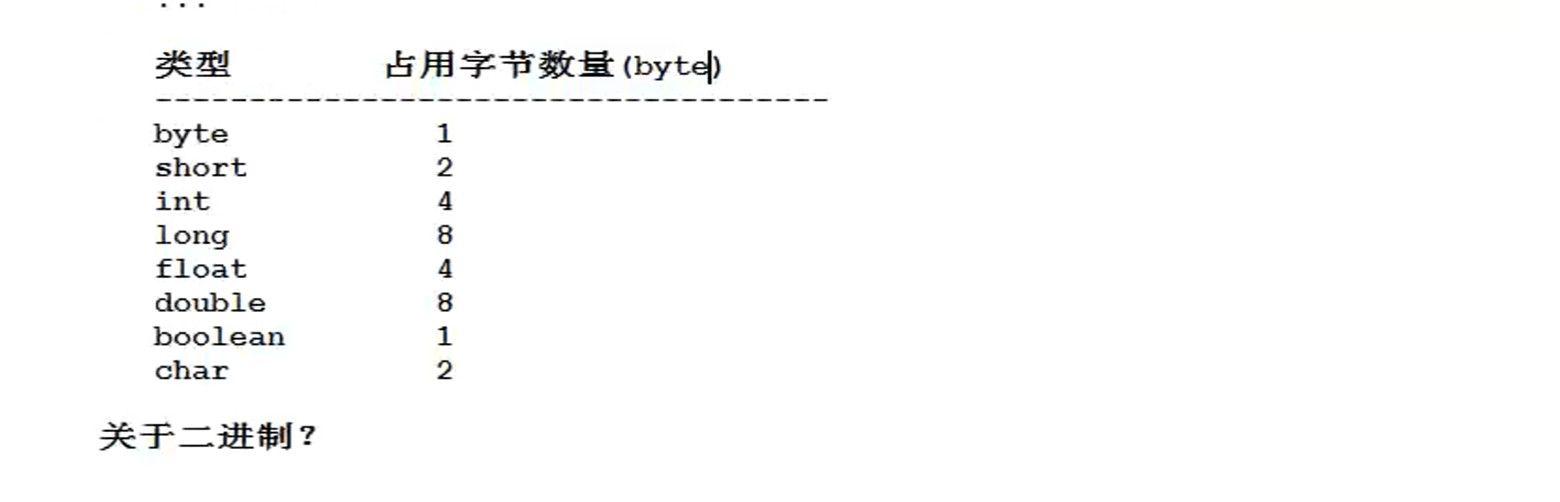 ...
类型 占用字节数量(byte)
------------------------------------
byte 1
short 2
int 4
long 8
float 4
double 8
boolean 1
char 2
关于二进制?